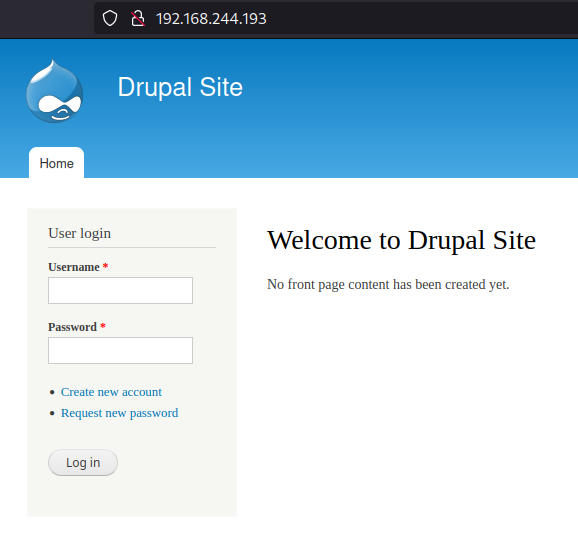 192.168.244.193
Drupal Site
Home
User login
Username *
Password *
Create new account
Request new password
Log in
Welcome to Drupal Site
No front page content has been created yet.